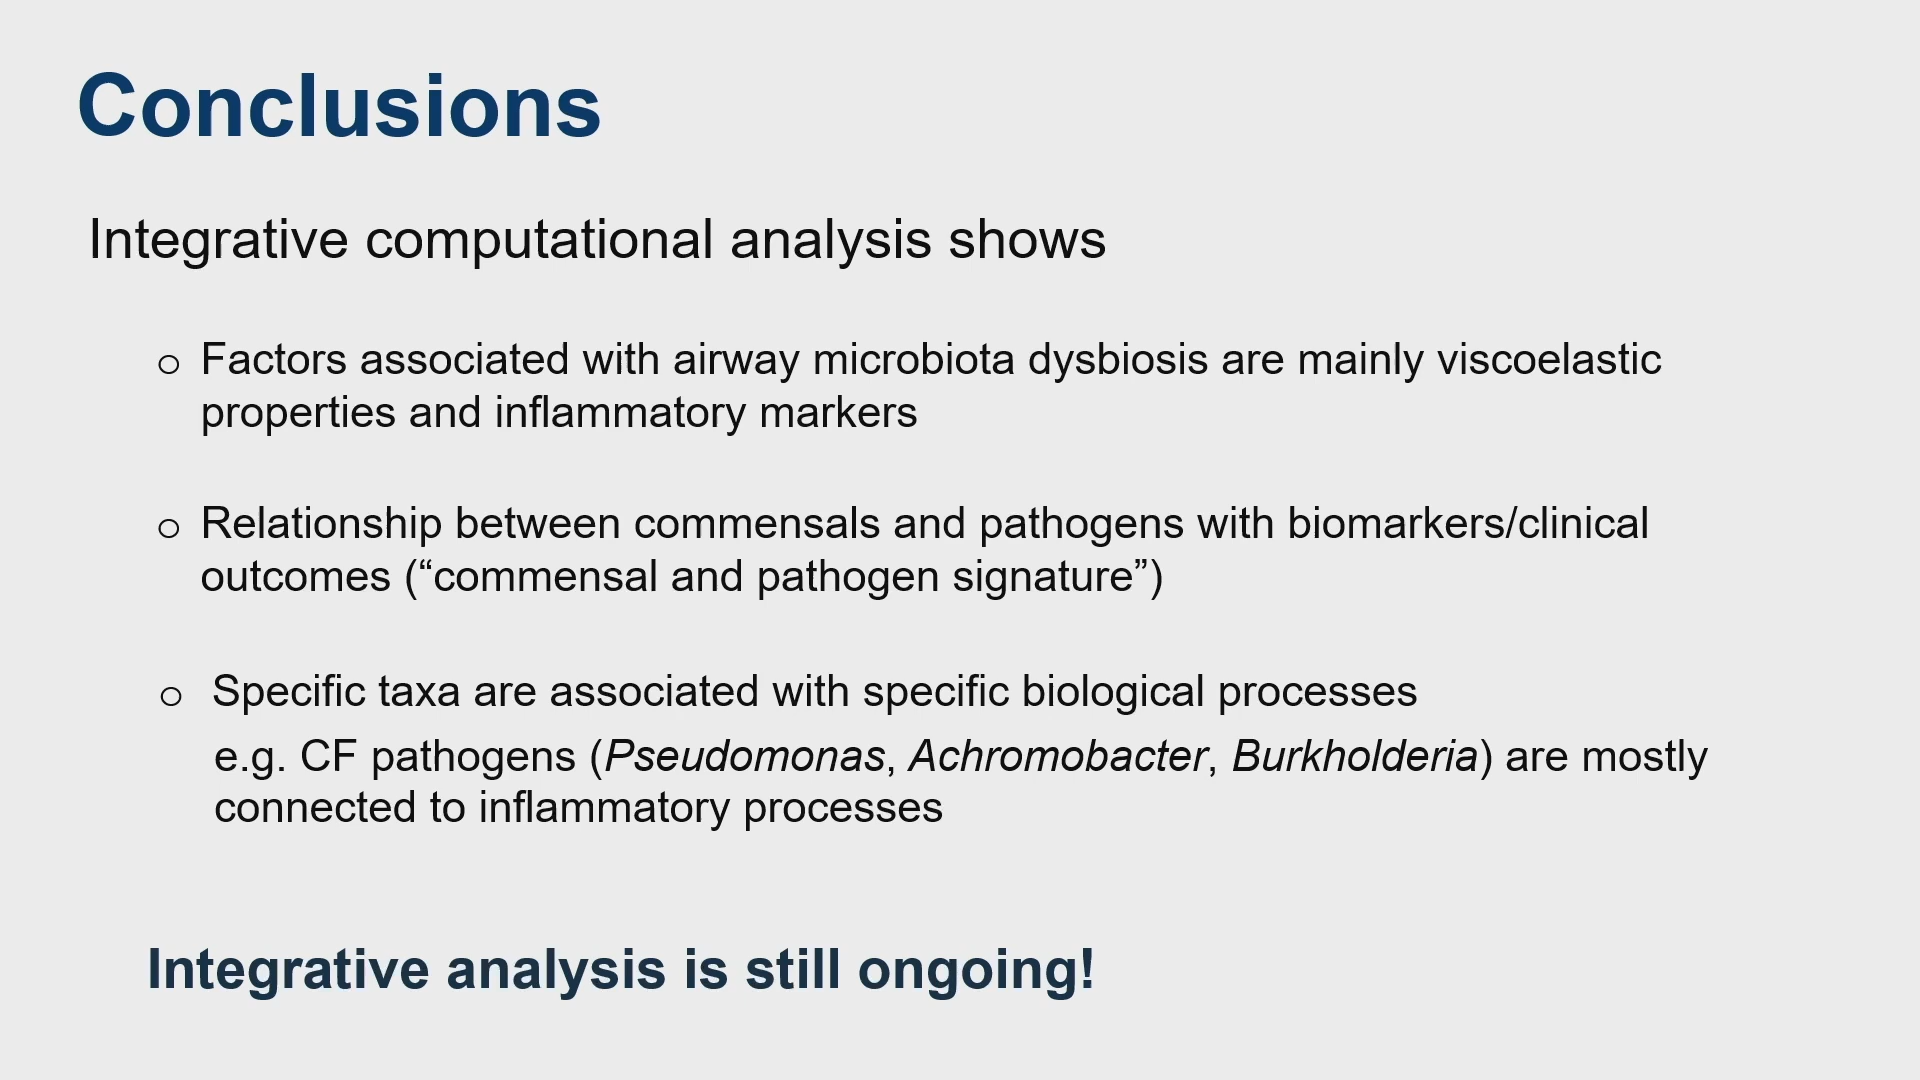 Conclusions
Integrative computational analysis shows
o Factors associated with airway microbiota dysbiosis are mainly viscoelastic
properties and inflammatory markers
o Relationship between commensals and pathogens with biomarkers/clinical
outcomes (“commensal and pathogen signature”)
o Specific taxa are associated with specific biological processes
e.g. CF pathogens (Pseudomonas, Achromobacter, Burkholderia) are mostly
connected to inflammatory processes
Integrative analysis is still ongoing!